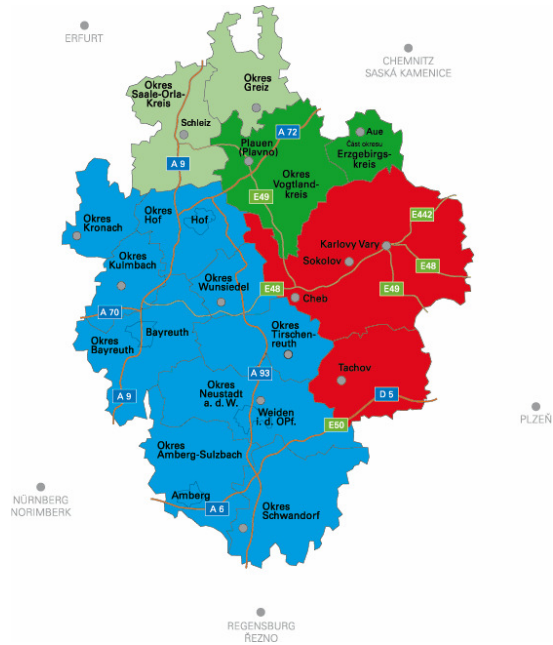 ERFURT
CHEMNITZ
SASKÁ KAMENICE
Okres
Saale-Orla-
Kreis
Okres
Greiz
Schleiz
A 72
Aue
Část okresu
Erzgebirgs-
kreis
Plauen
(Plavno)
A 9
Okres
Vogtland-
kreis
E49
Okres
Kronach
Okres
Hof
Hof
E442
Karlovy Vary
Sokolov
E48
Okres
Kulmbach
Okres
Wunsiedel
E48
E49
Cheb
A 70
Okres
Bayreuth
Bayreuth
Okres
Tirschen-
reuth
Tachov
A 93
A 9
Okres
Neustadt
a. d. W.
D 5
Weiden
i. d. OPf.
PLZEŇ
E50
Okres
Amberg-Sulzbach
NÜRNBERG
NORIMBERK
Amberg
A 6
Okres
Schwandorf
REGENSBURG
ŘEZNO